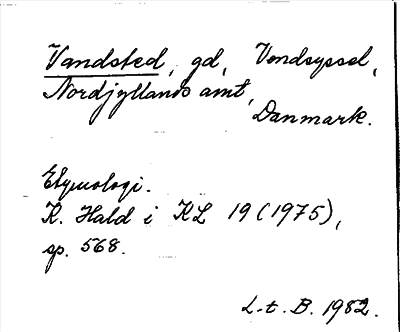 Vandsted, gd, Vendsyssel,
Nordjyllands amt,
Danmark.
Etymologi.
K. Hald i KL 19 (1975),
sp. 568.
L.t.B. 1982.